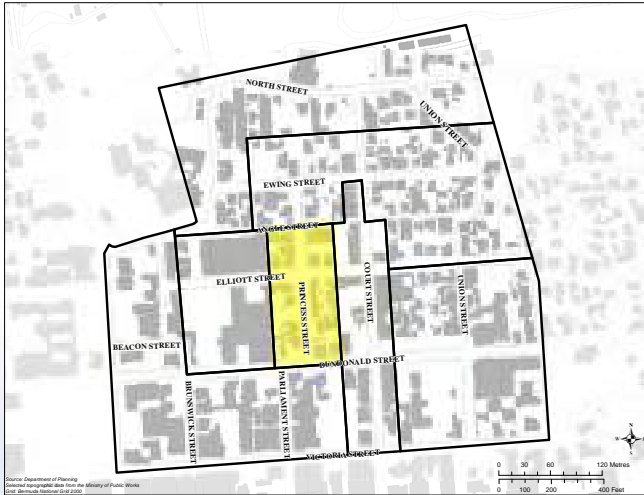 NORTH STREET
UNION STREET
EWING STREET
ANGLE STREET
ELLIOTT STREET
PRINCESS STREET
COURT STREET
UNION STREET
BEACON STREET
DUNDONALD STREET
BRUNSWICK STREET
PARLIAMENT STREET
VICTORIA STREET
N
W E
S
0 30 60 120 Metres
0 100 200 400 Feet
Source: Department of Planning
Selected topographic data from the Ministry of Public Works
Grid: Bermuda National Grid 2000